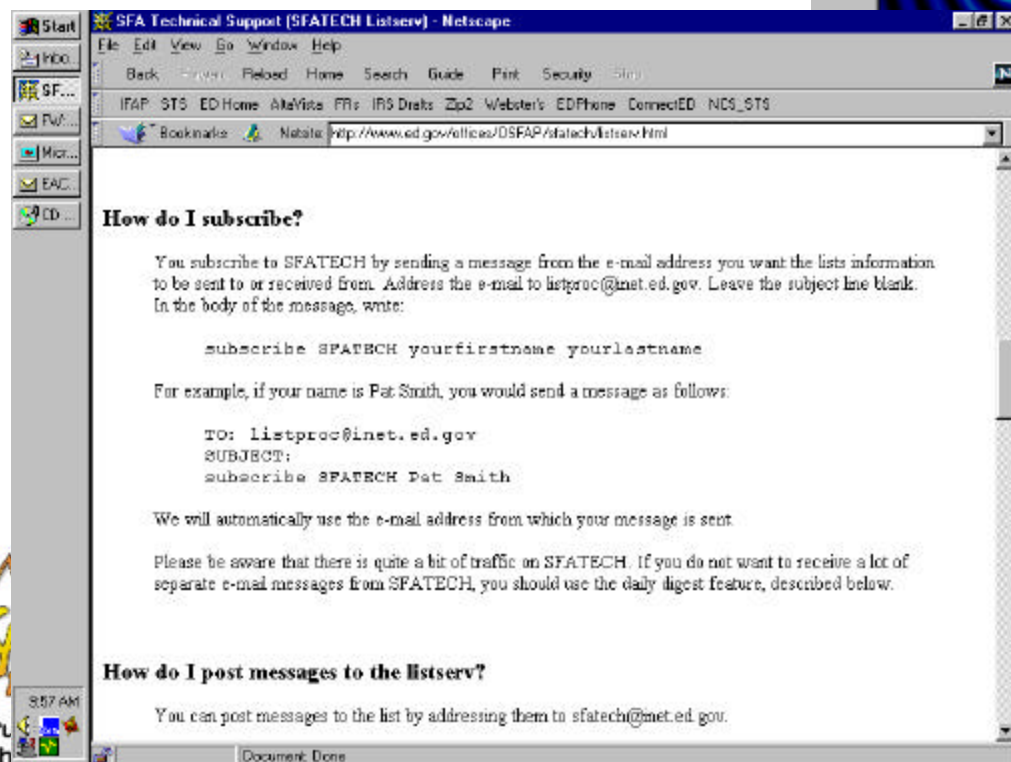 Start
SFA Technical Support (SFATECH Listserv) - Netscape
File Edit View Go Window Help
Inbo...
Back Reload Home Search Guide Print Security Stop
SF...
IFAP STS ED Home AltaVista FRs IRS Drafts Zip2 Webster's EDPhone ConnectED NCS_STS
FW:...
Bookmarks Netsite: http://www.ed.gov/offices/OSFAP/sfatech/listserv.html
Micr...
EAC...
CD ...
How do I subscribe?
You subscribe to SFATECH by sending a message from the e-mail address you want the lists information
to be sent to or received from. Address the e-mail to listproc@inet.ed.gov. Leave the subject line blank.
In the body of the message, write:
subscribe SFATECH yourfirstname yourlastname
For example, if your name is Pat Smith, you would send a message as follows:
TO: listproc@inet.ed.gov
SUBJECT:
subscribe SFATECH Pat Smith
We will automatically use the e-mail address from which your message is sent.
Please be aware that there is quite a bit of traffic on SFATECH. If you do not want to receive a lot of
separate e-mail messages from SFATECH, you should use the daily digest feature, described below.
How do I post messages to the listserv?
You can post messages to the list by addressing them to sfatech@inet.ed.gov.
9:57 AM
Document: Done